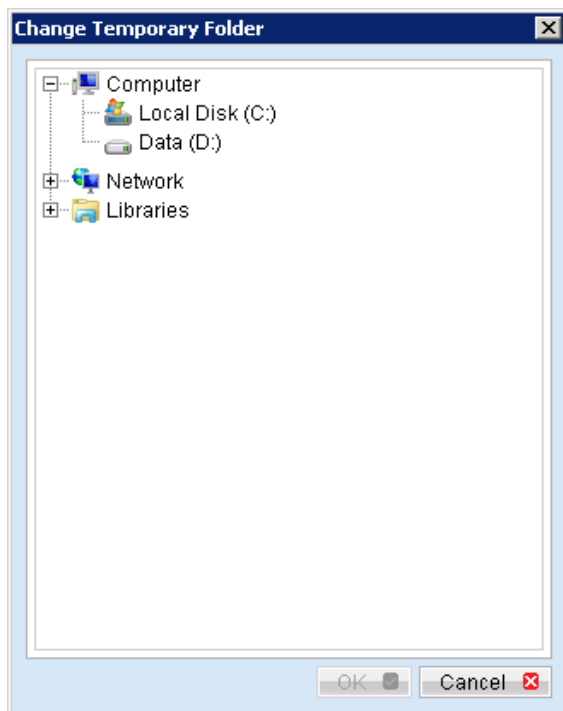 Change Temporary Folder
Computer
Local Disk (C:)
Data (D:)
Network
Libraries
OK
Cancel